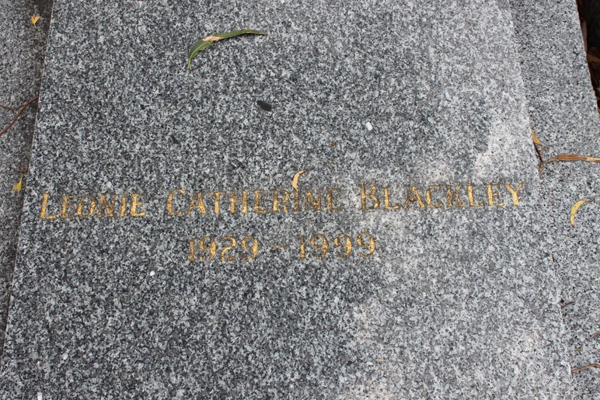 LEONIE CATHERINE BLACKLEY
1929 - 1999